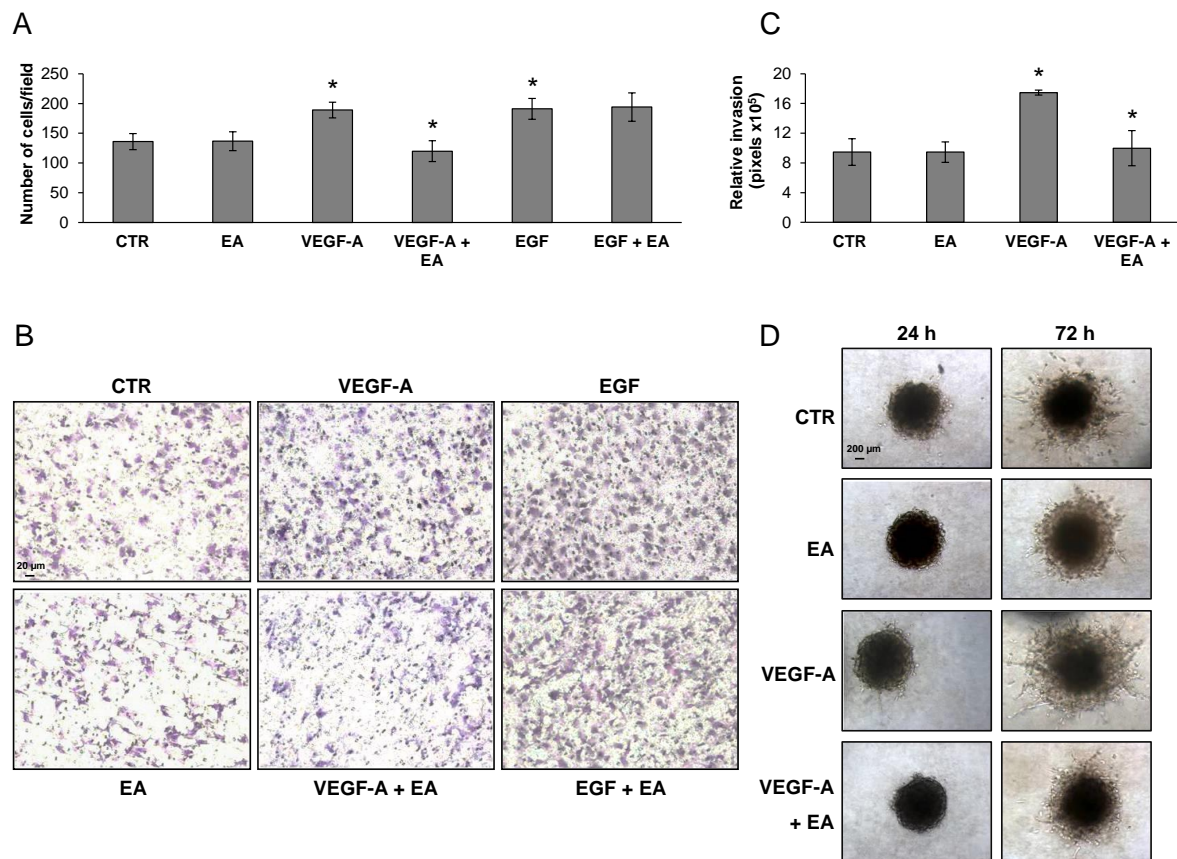 A
Number of cells/field
250
200
150
100
50
0
*
*
*
CTR
EA
VEGF-A
VEGF-A +
EA
EGF
EGF + EA
C
Relative invasion
(pixels x10⁵)
20
16
12
8
4
0
*
*
CTR
EA
VEGF-A
VEGF-A +
EA
B
CTR
VEGF-A
EGF
20 µm
EA
VEGF-A + EA
EGF + EA
D
24 h
72 h
CTR
200 µm
EA
VEGF-A
VEGF-A
+ EA